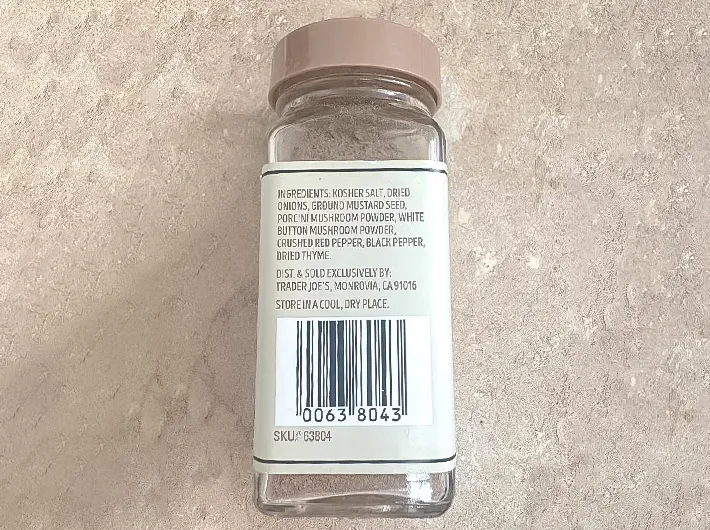 INGREDIENTS: KOSHER SALT, DRIED
ONIONS, GROUND MUSTARD SEED,
PORCINI MUSHROOM POWDER, WHITE
BUTTON MUSHROOM POWDER,
CRUSHED RED PEPPER, BLACK PEPPER,
DRIED THYME.
DIST. & SOLD EXCLUSIVELY BY:
TRADER JOE'S, MONROVIA, CA 91016
STORE IN A COOL, DRY PLACE.
0063 8043
SKU# 63804